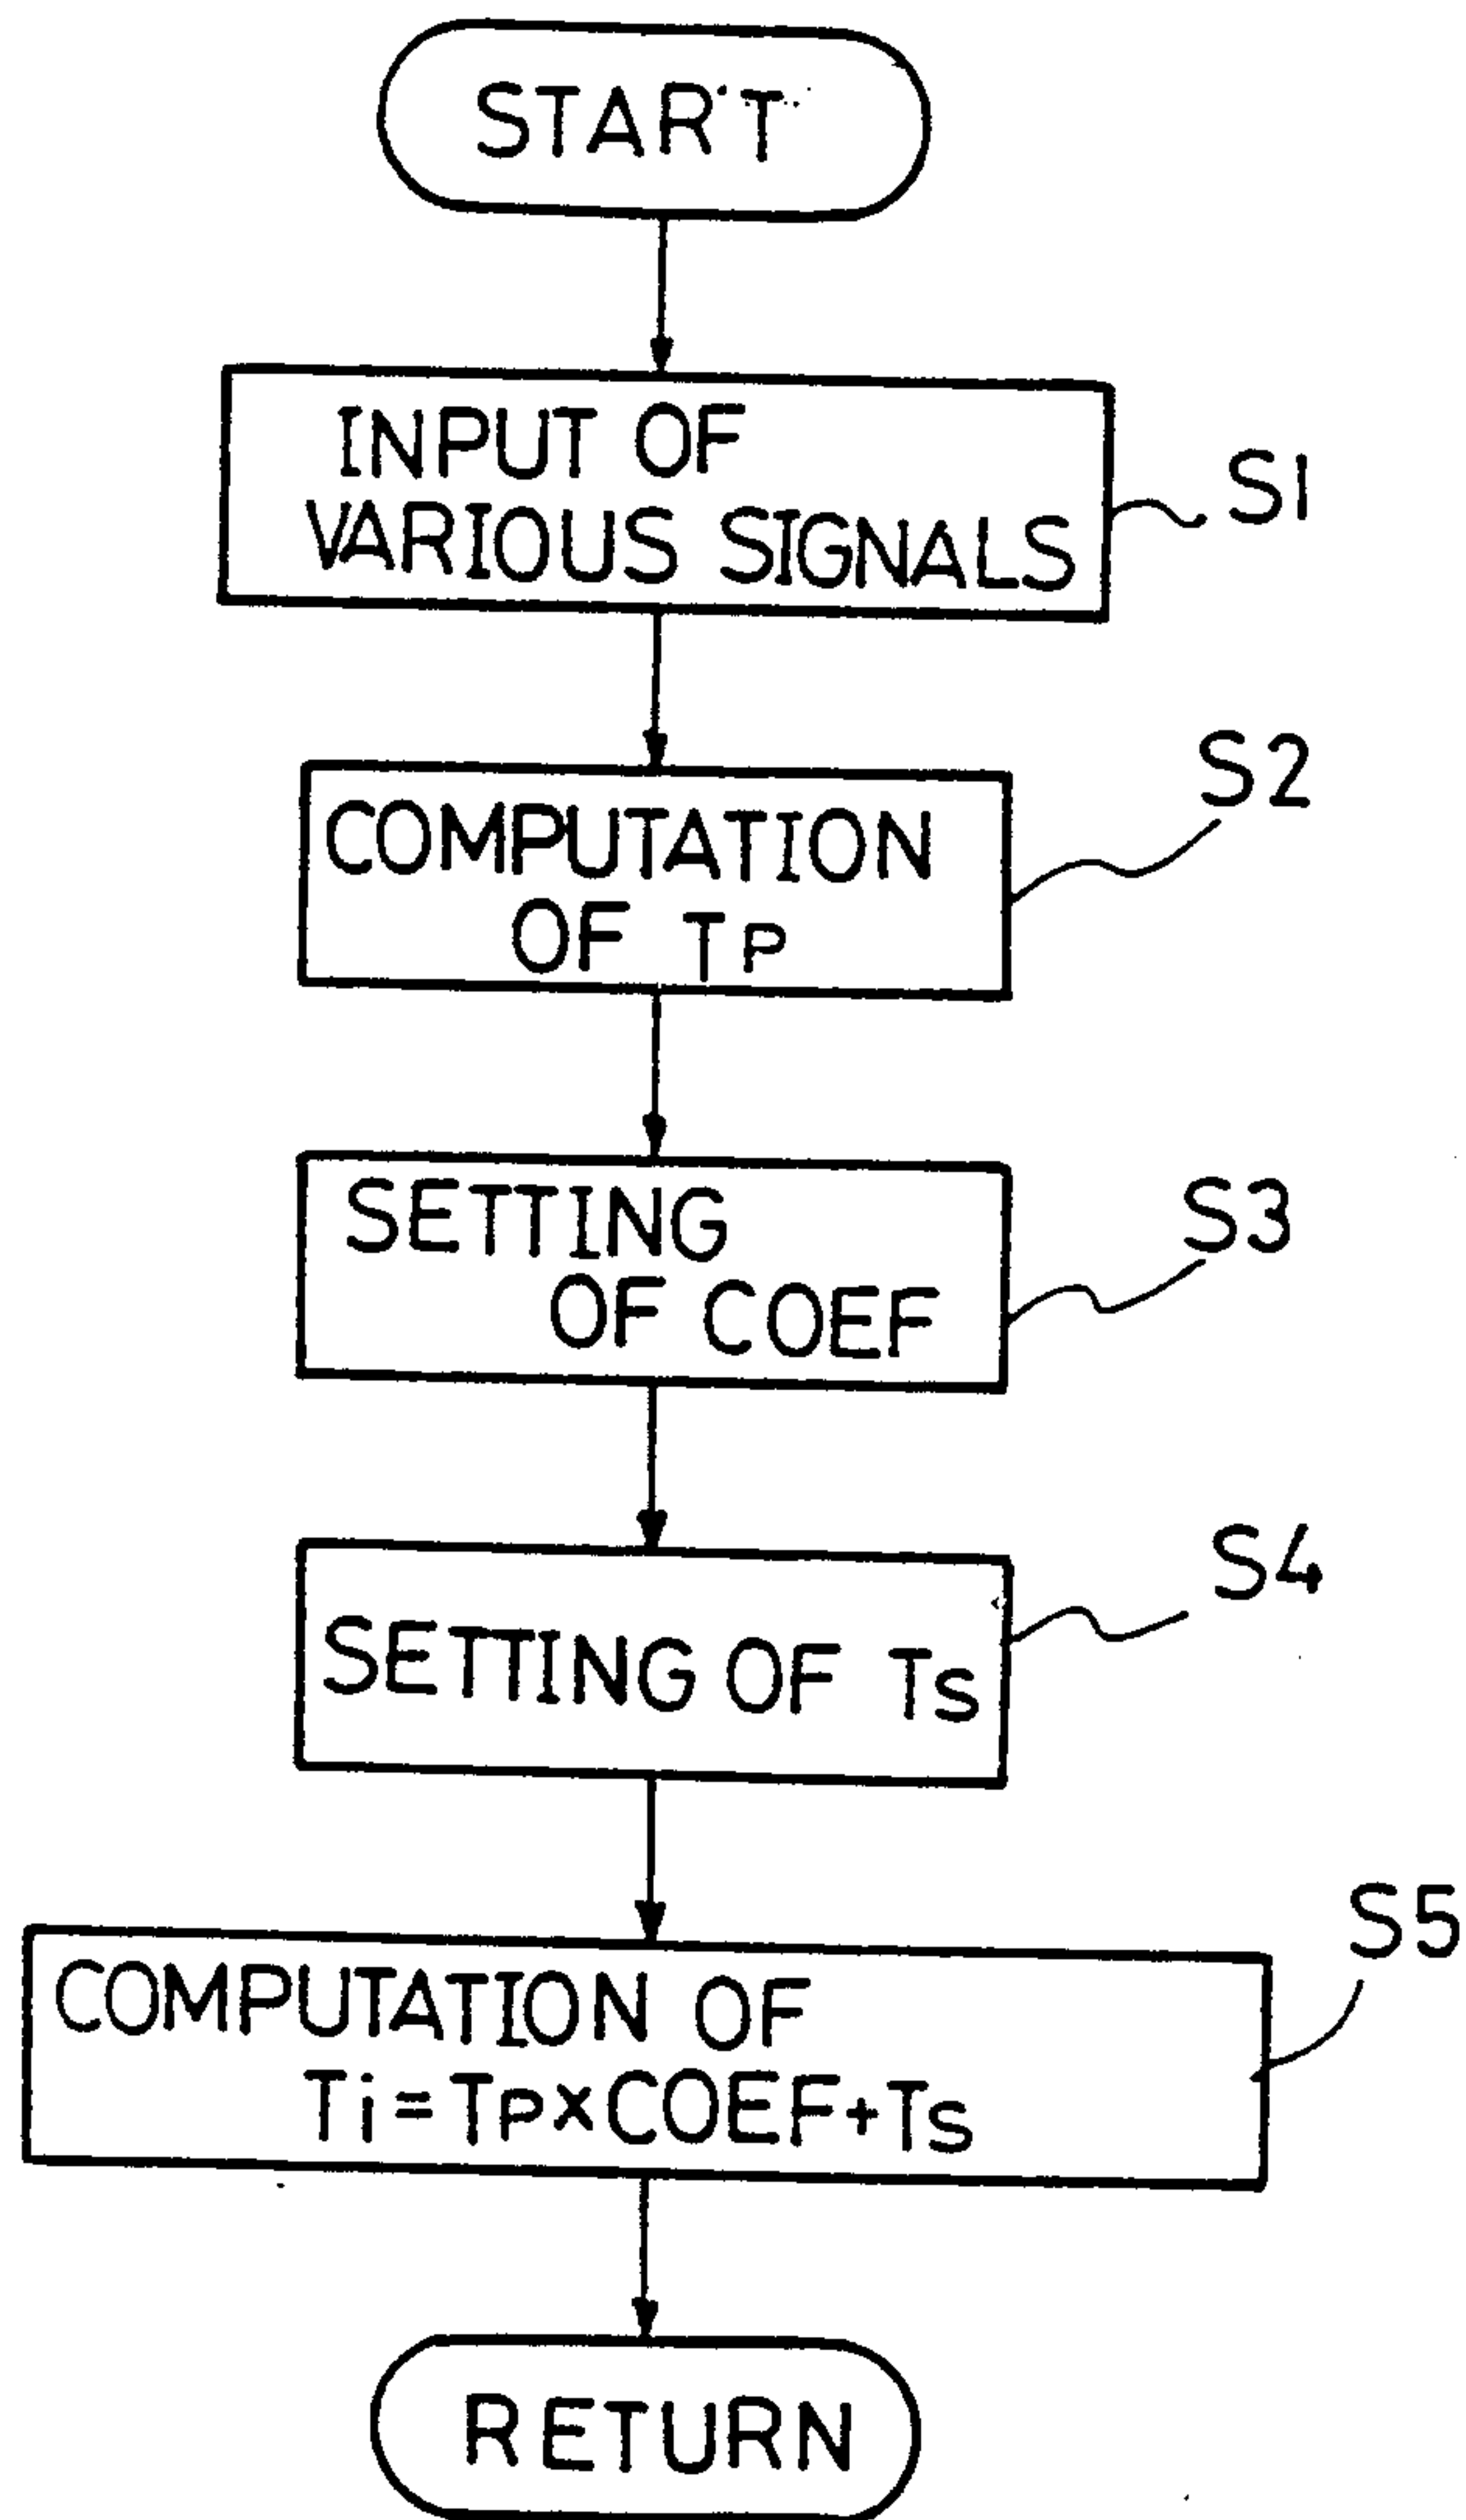 START
INPUT OF
VARIOUS SIGNALS
S1
S2
COMPUTATION
OF Tp
SETTING
OF COEF
S3
S4
SETTING OF Ts
S5
COMPUTATION OF
Ti=Tp×COEF+Ts
RETURN